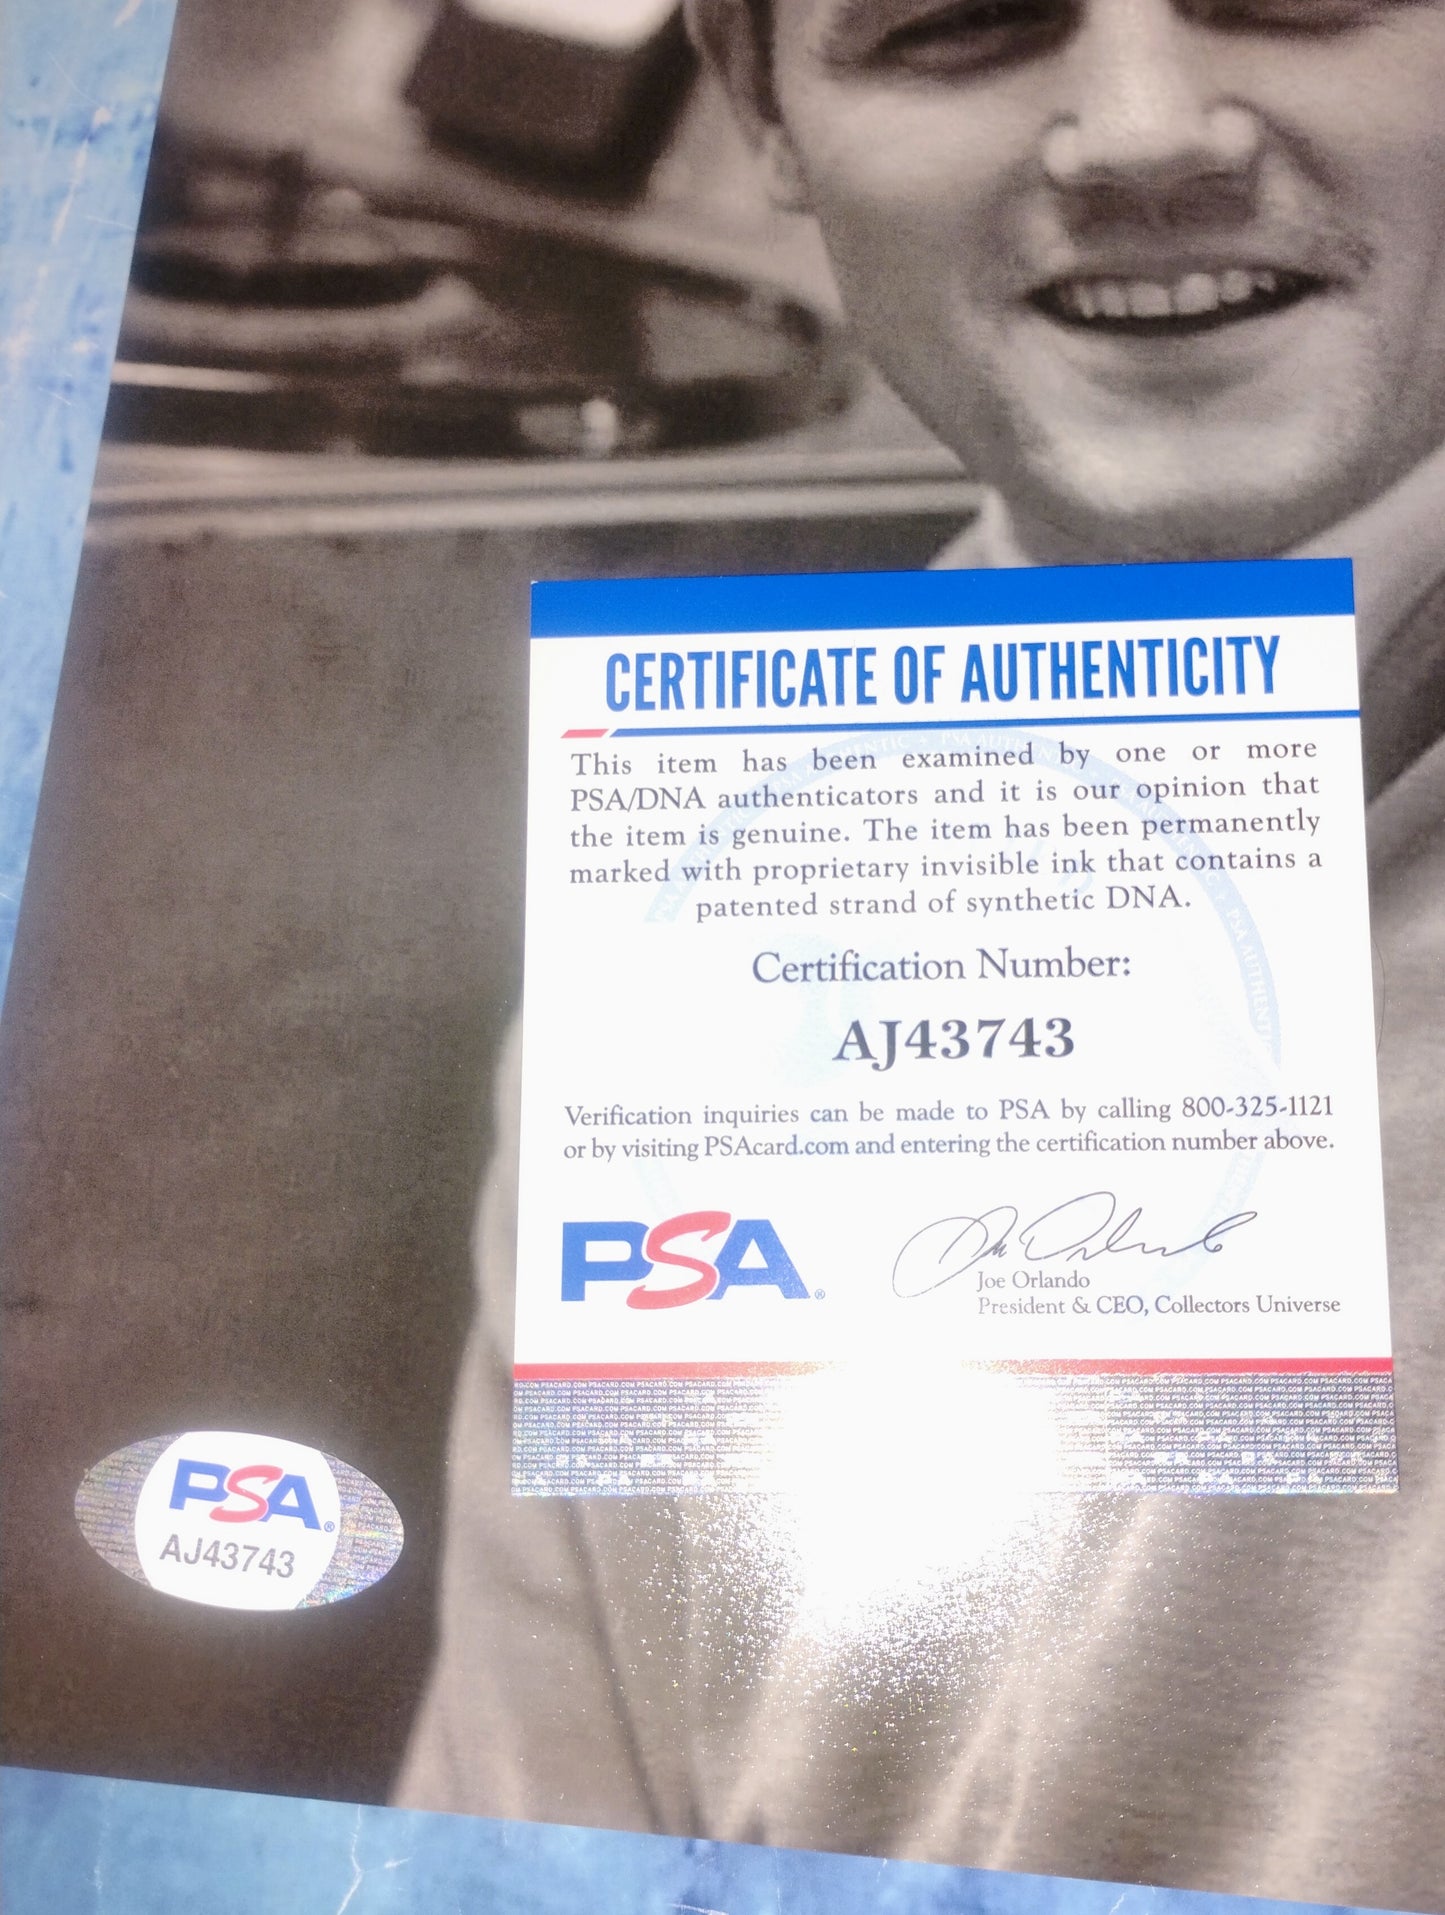 CERTIFICATE OF AUTHENTICITY
This item has been examined by one or more
PSA/DNA authenticators and it is our opinion that
the item is genuine. The item has been permanently
marked with proprietary invisible ink that contains a
patented strand of synthetic DNA.
Certification Number:
AJ43743
Verification inquiries can be made to PSA by calling 800-325-1121
or by visiting PSAcard.com and entering the certification number above.
PSA®
Joe Orlando
Joe Orlando
President & CEO, Collectors Universe
PSA®
AJ43743